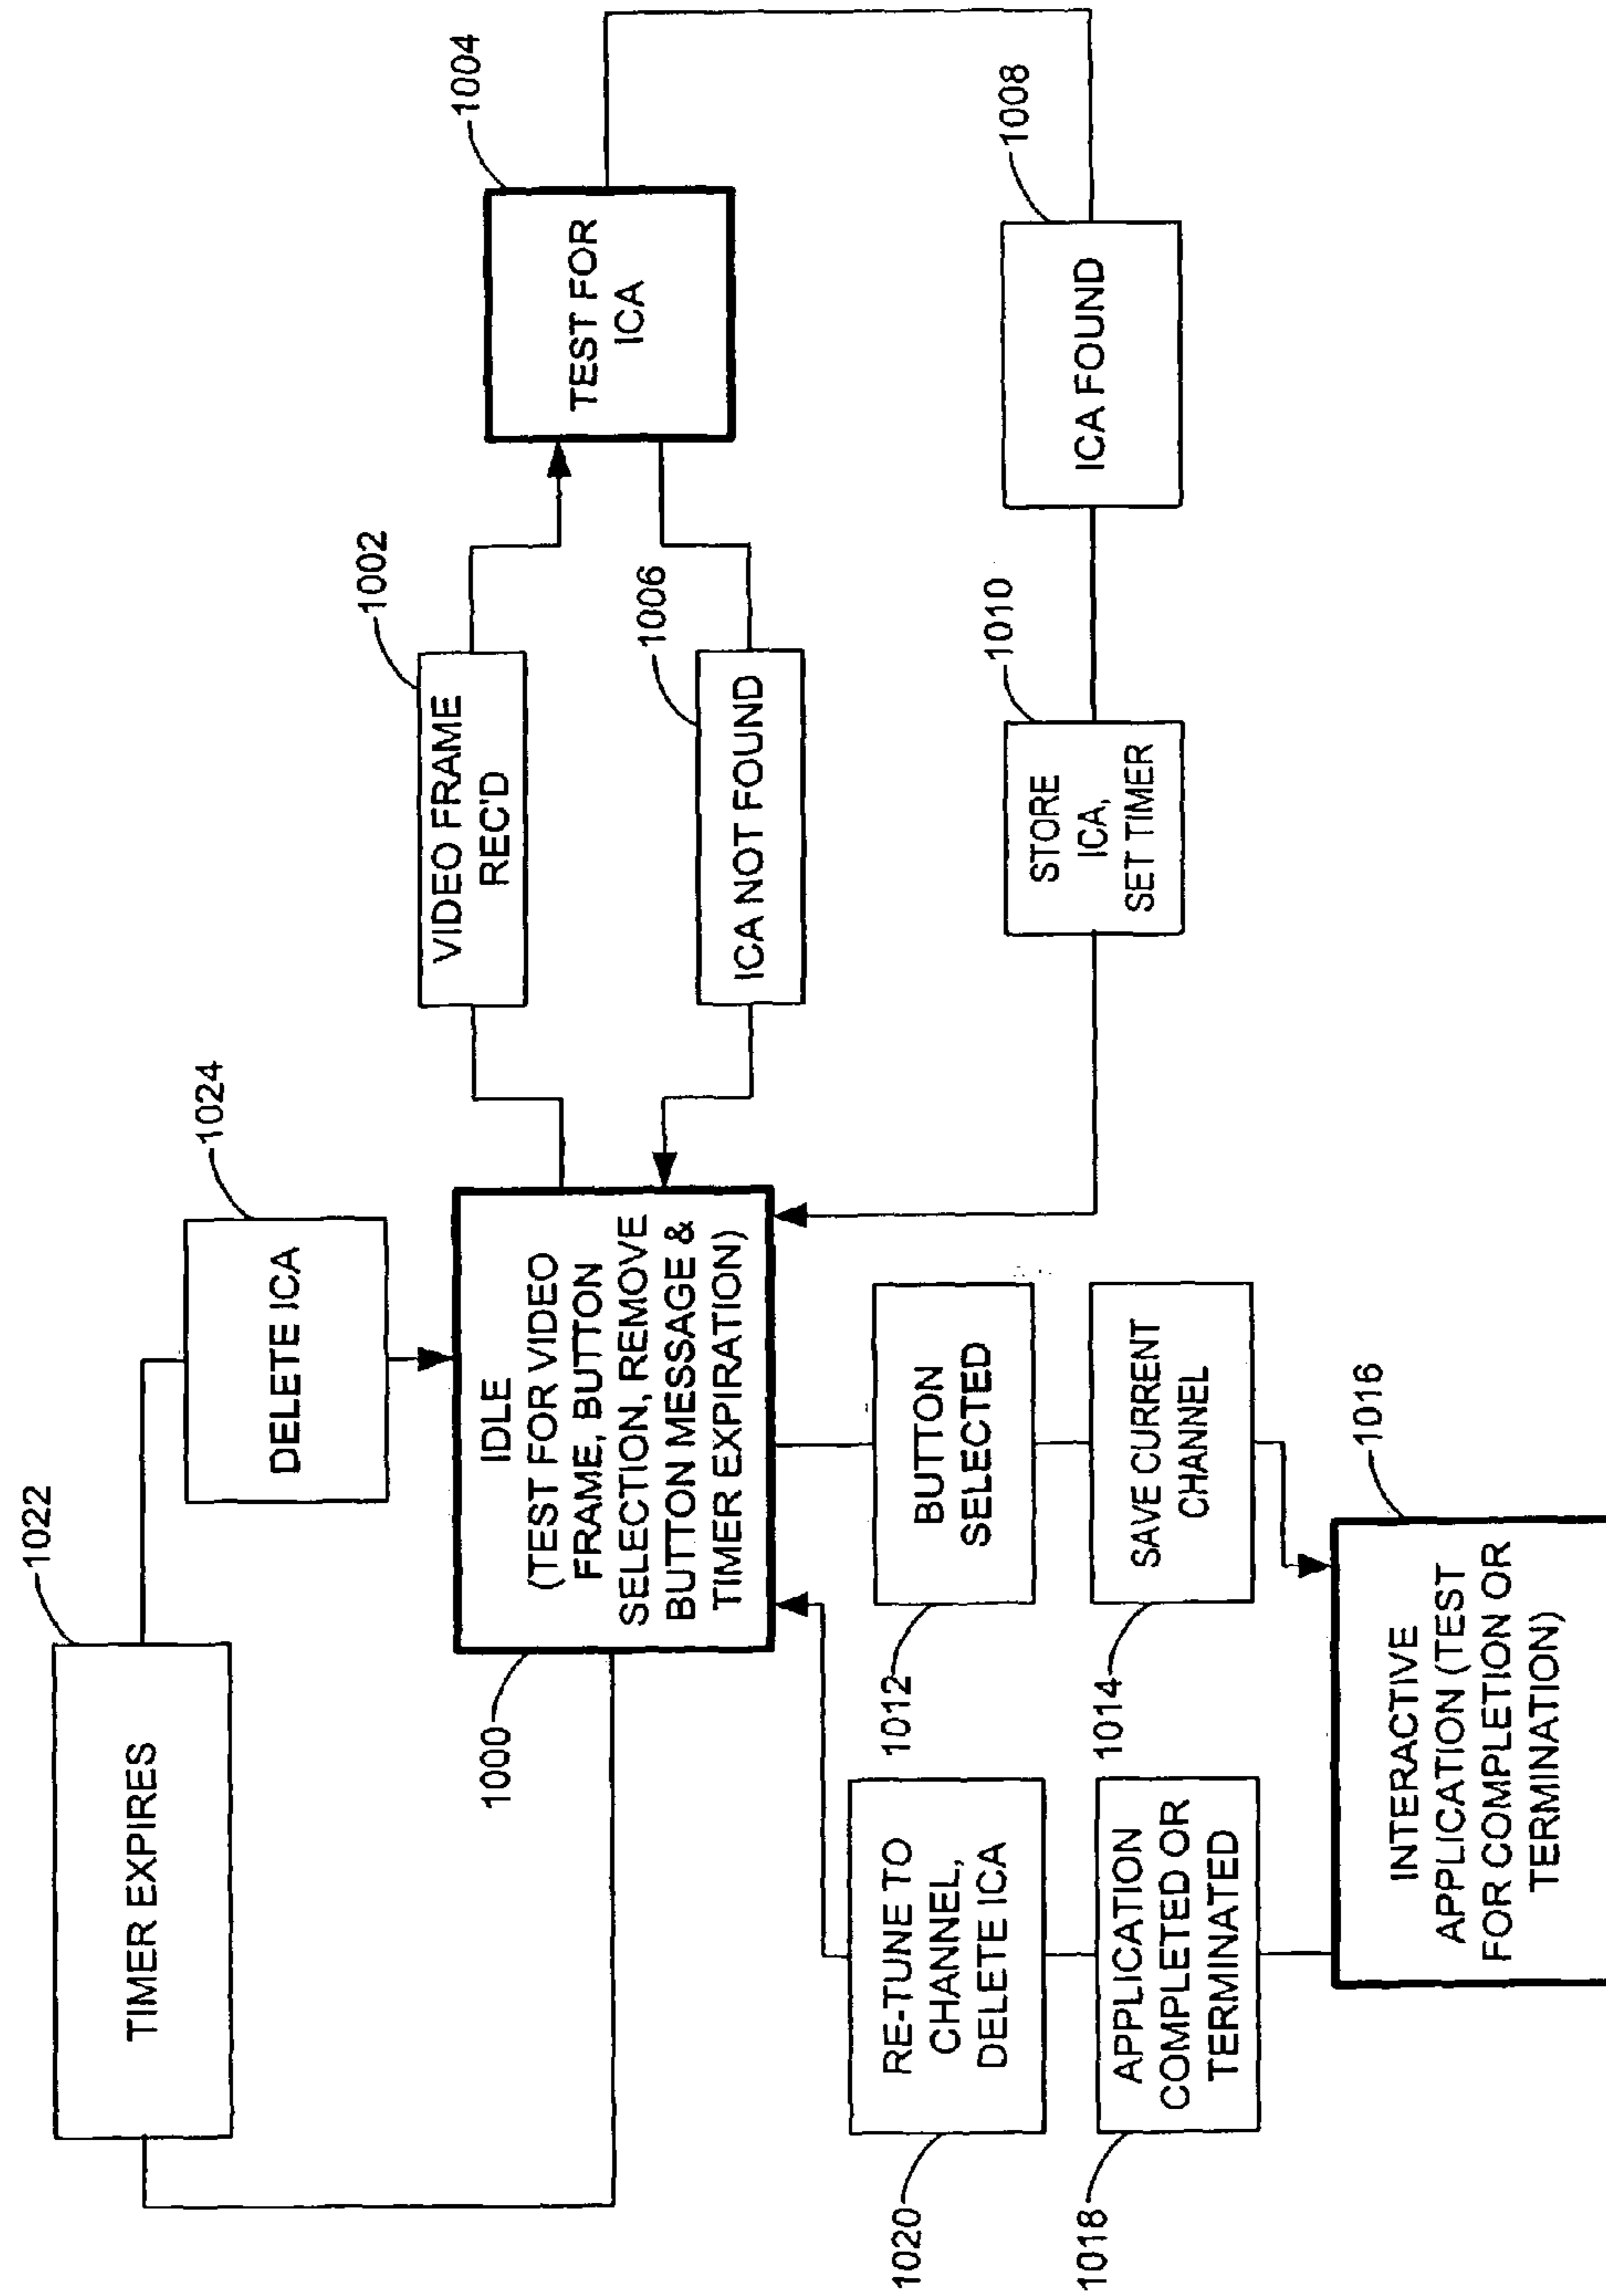 1022
TIMER EXPIRES
1024
DELETE ICA
1000
IDLE
(TEST FOR VIDEO
FRAME, BUTTON
SELECTION, REMOVE
BUTTON MESSAGE &
TIMER EXPIRATION)
1002
VIDEO FRAME
REC'D
1004
TEST FOR
ICA
1006
ICA NOT FOUND
1008
ICA FOUND
1010
STORE
ICA,
SET TIMER
1012
BUTTON
SELECTED
1014
SAVE CURRENT
CHANNEL
1016
INTERACTIVE
APPLICATION (TEST
FOR COMPLETION OR
TERMINATION)
1018
APPLICATION
COMPLETED OR
TERMINATED
1020
RE-TUNE TO
CHANNEL,
DELETE ICA